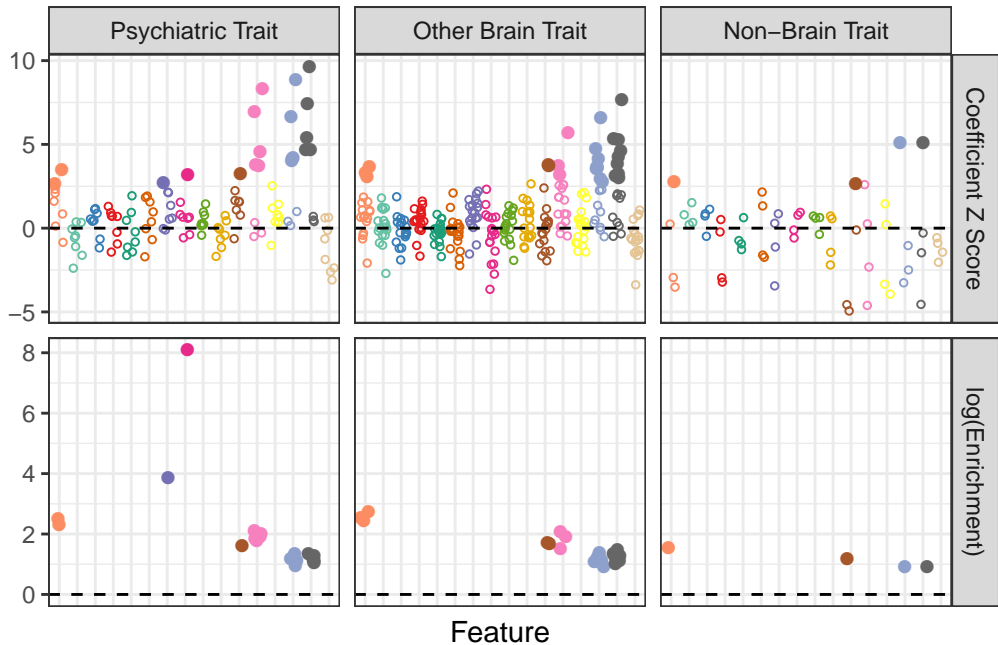 Psychiatric Trait
Other Brain Trait
Non−Brain Trait
10
5
0
−5
Coefficient Z Score
8
6
4
2
0
log(Enrichment)
Feature